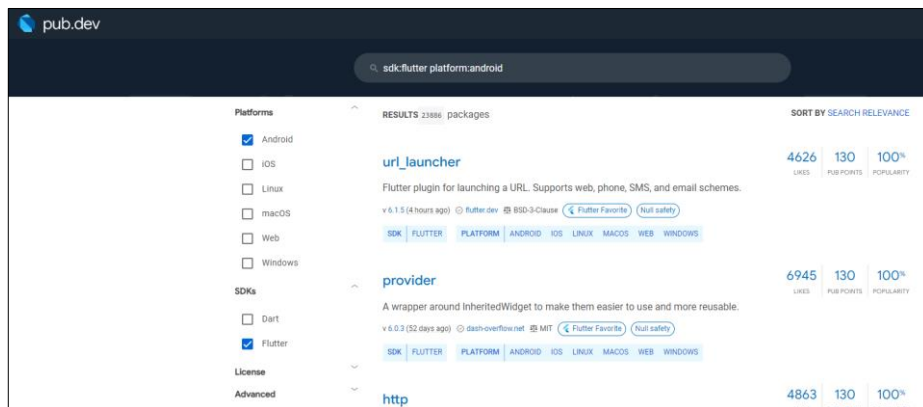 pub.dev
sdk:flutter platform:android
Platforms
Android
iOS
Linux
macOS
Web
Windows
SDKs
Dart
Flutter
License
Advanced
RESULTS 23886 packages
SORT BY SEARCH RELEVANCE
url_launcher
4626 130 100%
LIKES PUB POINTS POPULARITY
Flutter plugin for launching a URL. Supports web, phone, SMS, and email schemes.
v 6.1.5 (4 hours ago) flutter.dev BSD-3-Clause Flutter Favorite Null safety
SDK FLUTTER PLATFORM ANDROID IOS LINUX MACOS WEB WINDOWS
provider
6945 130 100%
LIKES PUB POINTS POPULARITY
A wrapper around InheritedWidget to make them easier to use and more reusable.
v 6.0.3 (52 days ago) dash-overflow.net MIT Flutter Favorite Null safety
SDK FLUTTER PLATFORM ANDROID IOS LINUX MACOS WEB WINDOWS
http
4863 130 100%